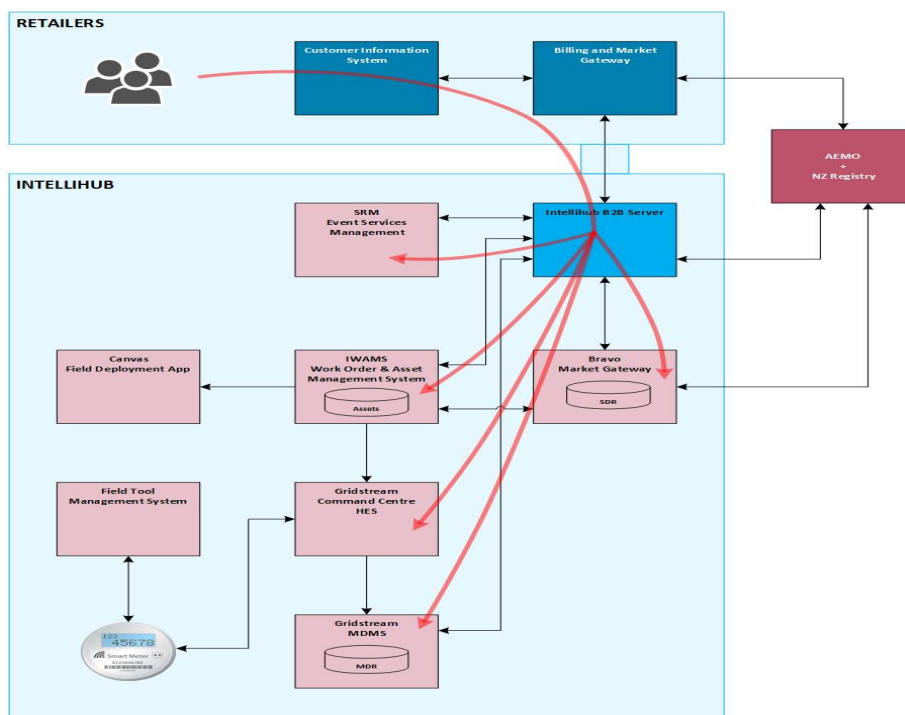 RETAILERS
Customer Information
System
Billing and Market
Gateway
AEMO
+
NZ Registry
INTELLIHUB
SRM
Event Services
Management
Intellihub B2B Server
Canvas
Field Deployment App
IWAMS
Work Order & Asset
Management System
Assets
Bravo
Market Gateway
SDR
Field Tool
Management System
Gridstream
Command Centre
HES
Gridstream
MDMS
MDR
123
45678
Smart Meter